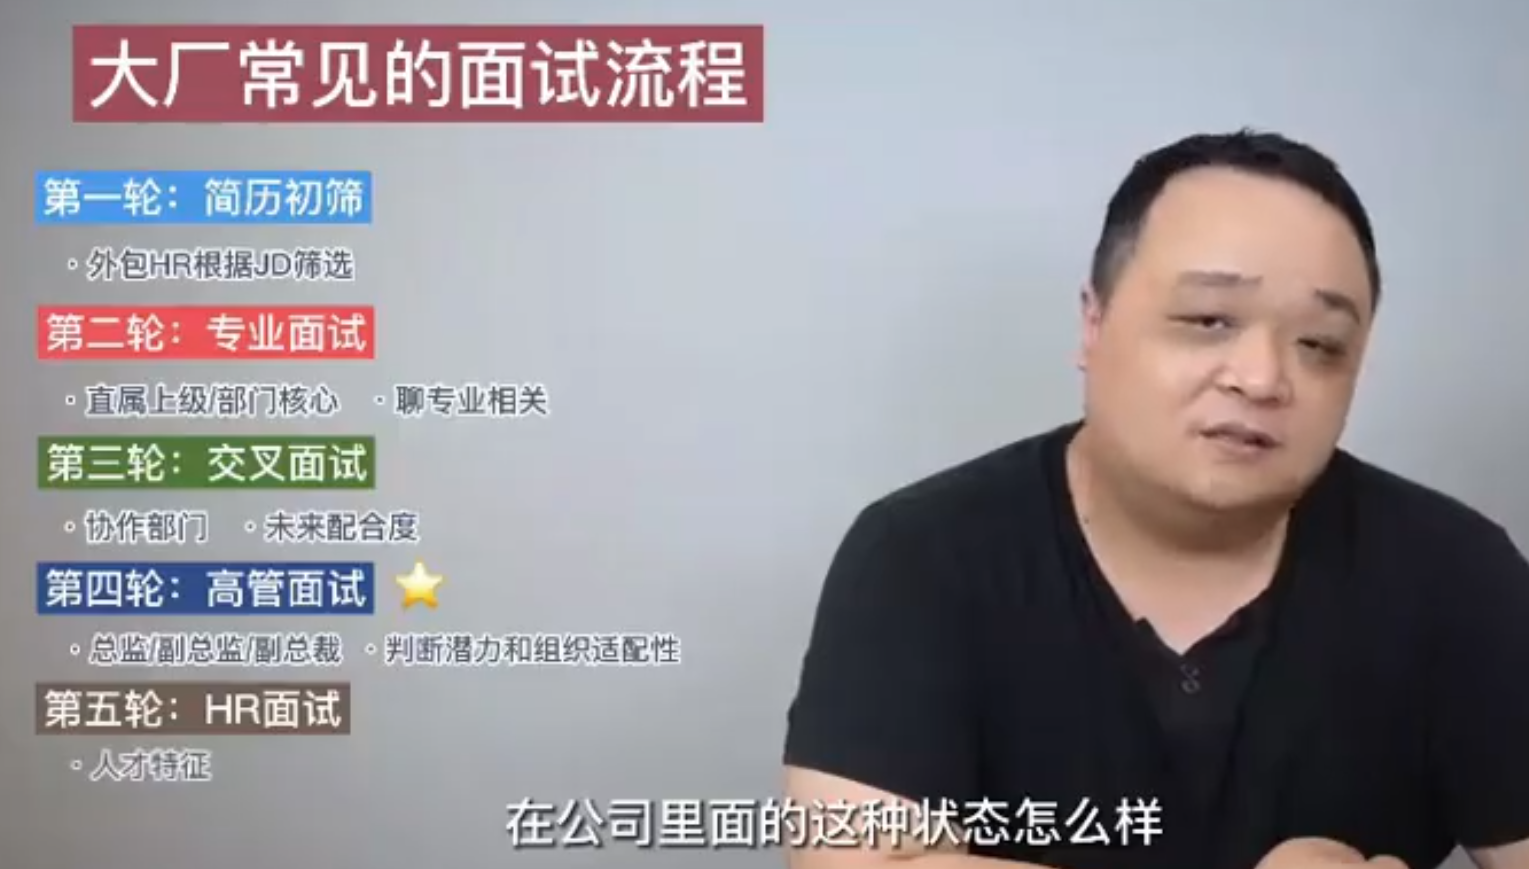 大厂常见的面试流程
第一轮：简历初筛
·外包HR根据JD筛选
第二轮：专业面试
·直属上级/部门核心 ·聊专业相关
第三轮：交叉面试
·协作部门 ·未来配合度
第四轮：高管面试
·总监/副总监/副总裁 ·判断潜力和组织适配性
第五轮：HR面试
·人才特征
在公司里面的这种状态怎么样